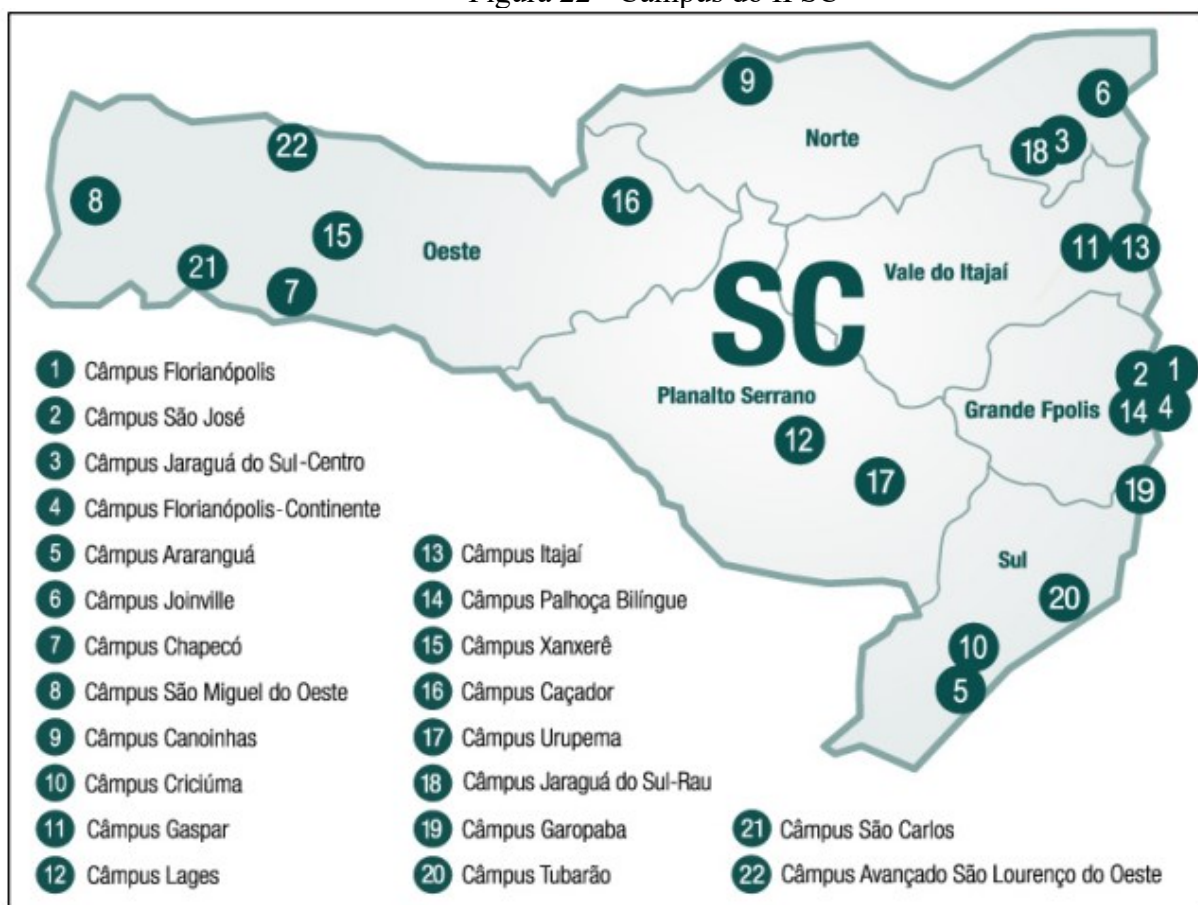 Figura 22 - Câmpus do IFSC
9
6
Norte
18 3
22
8
16
15
Oeste
11 13
21
Vale do Itajaí
7
SC
1 Câmpus Florianópolis
2 1
Planalto Serrano
Grande Fpolis
14 4
2 Câmpus São José
12
3 Câmpus Jaraguá do Sul-Centro
17
19
4 Câmpus Florianópolis-Continente
5 Câmpus Araranguá
13 Câmpus Itajaí
Sul
6 Câmpus Joinville
14 Câmpus Palhoça Bilíngue
20
7 Câmpus Chapecó
15 Câmpus Xanxerê
10
8 Câmpus São Miguel do Oeste
16 Câmpus Caçador
5
9 Câmpus Canoinhas
17 Câmpus Urupema
10 Câmpus Criciúma
18 Câmpus Jaraguá do Sul-Rau
11 Câmpus Gaspar
19 Câmpus Garopaba
21 Câmpus São Carlos
12 Câmpus Lages
20 Câmpus Tubarão
22 Câmpus Avançado São Lourenço do Oeste